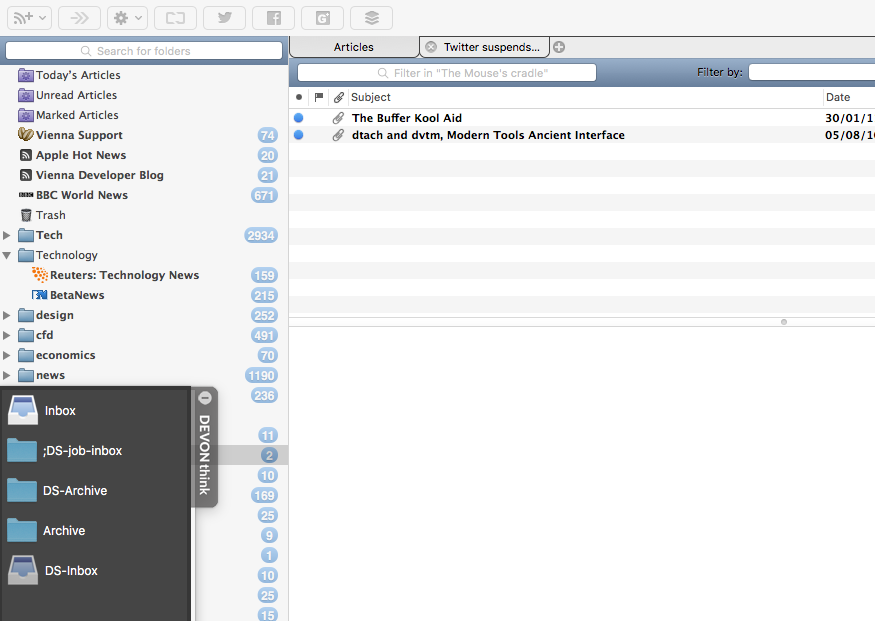 Search for folders
Articles
Twitter suspends...
Filter in "The Mouse's cradle"
Filter by:
Subject
Date
The Buffer Kool Aid
30/01/1
dtach and dvtm, Modern Tools Ancient Interface
05/08/1
Today's Articles
Unread Articles
Marked Articles
Vienna Support 74
Apple Hot News 20
Vienna Developer Blog 21
BBC BBC World News 671
Trash
Tech 2934
Technology
Reuters: Technology News 159
BetaNews 215
design 252
cfd 491
economics 70
news 1190
236
11
2
10
169
25
9
1
10
25
15
Inbox
;DS-job-inbox
DS-Archive
Archive
DS-Inbox
DEVONthink